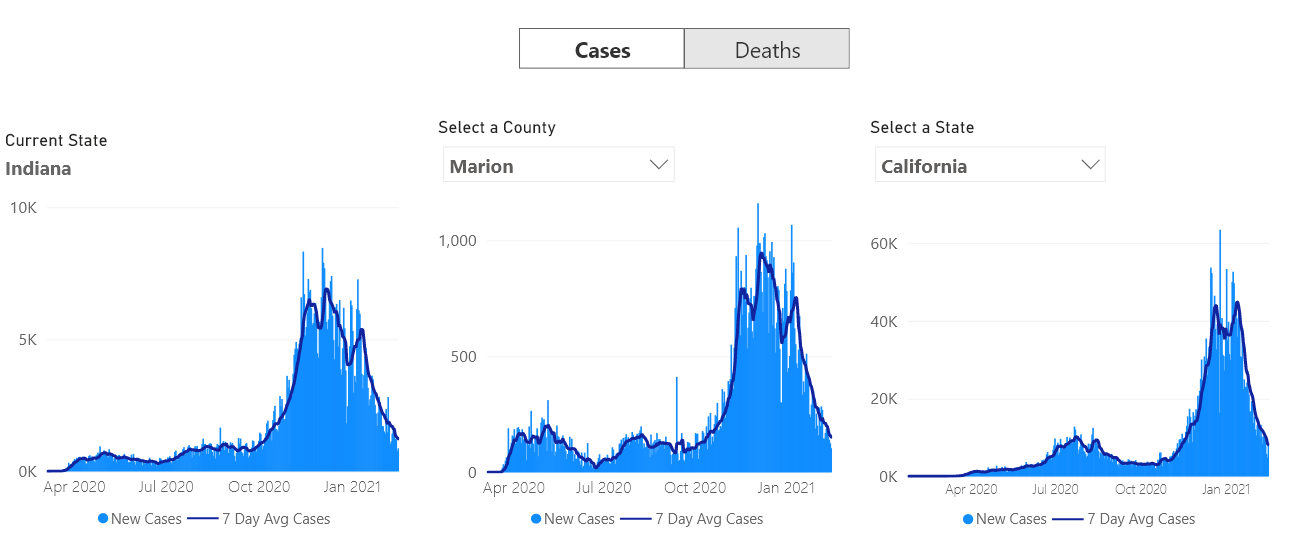 Cases Deaths
Current State
Indiana
10K
5K
0K
Apr 2020 Jul 2020 Oct 2020 Jan 2021
New Cases 7 Day Avg Cases
Select a County
Marion
1,000
500
0
Apr 2020 Jul 2020 Oct 2020 Jan 2021
New Cases 7 Day Avg Cases
Select a State
California
60K
40K
20K
0K
Apr 2020 Jul 2020 Oct 2020 Jan 2021
New Cases 7 Day Avg Cases